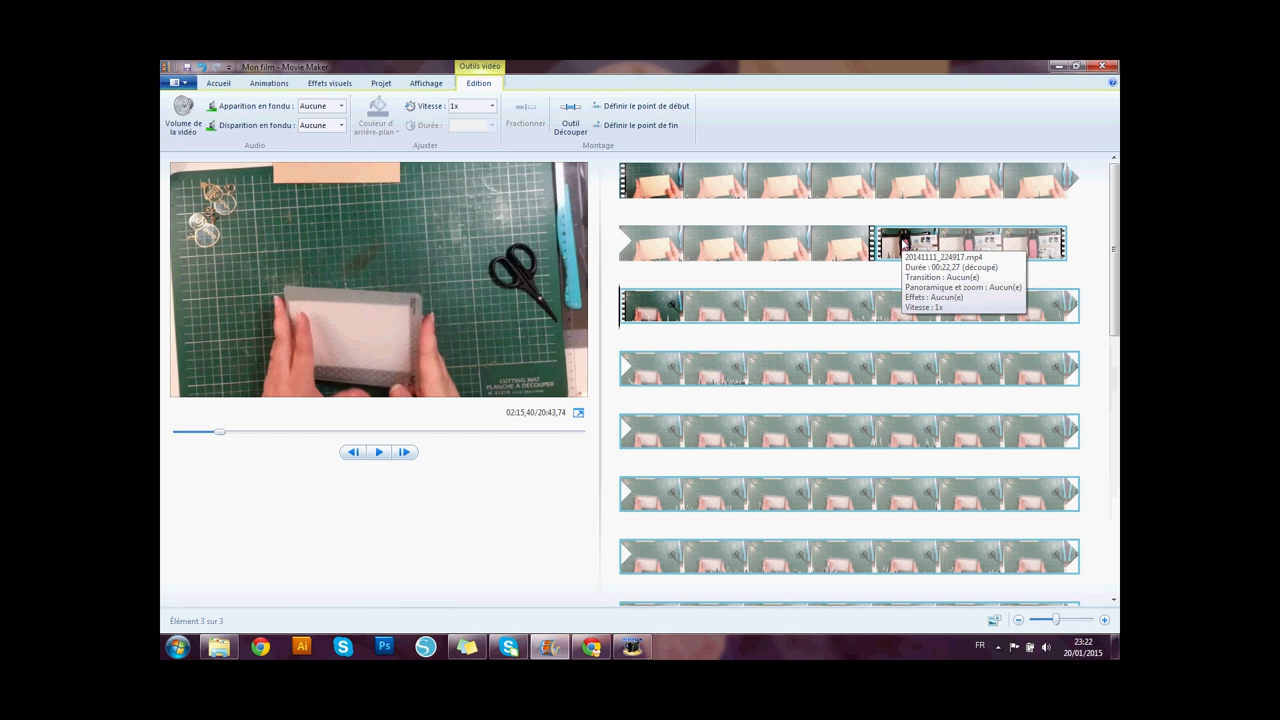 Mon film - Movie Maker
Outils vidéo
Accueil
Animations
Effets visuels
Projet
Affichage
Edition
Volume de
la vidéo
Apparition en fondu :
Aucune
Disparition en fondu :
Aucune
Audio
Couleur d'
arrière-plan
Vitesse :
1x
Durée :
Ajuster
Fractionner
Outil
Découper
Définir le point de début
Définir le point de fin
Montage
CUTTING MAT
PLANCHE À DÉCOUPER
02:15,40/20:43,74
20141111_224917.mp4
Durée : 00:22,27 (découpé)
Transition : Aucun(e)
Panoramique et zoom : Aucun(e)
Effets : Aucun(e)
Vitesse : 1x
Élément 3 sur 3
Ai
Ps
FR
23:22
20/01/2015